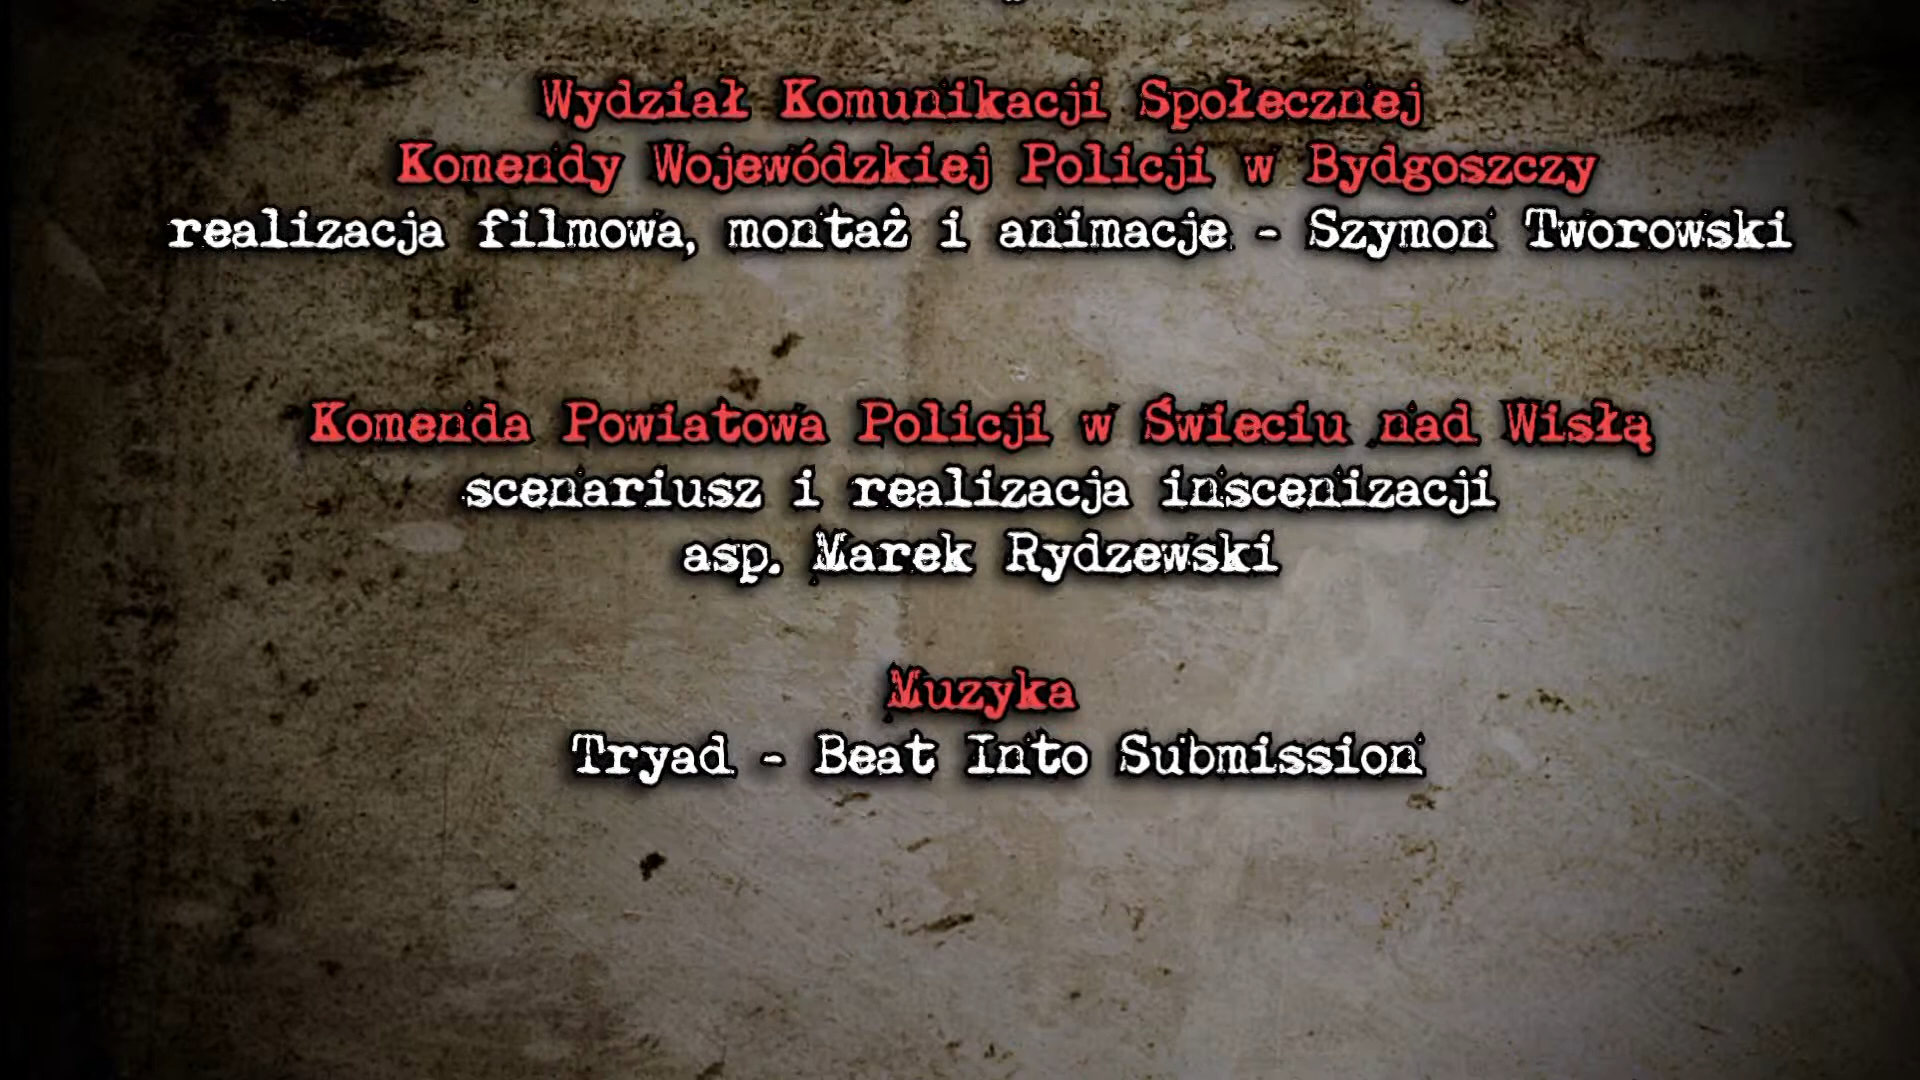 Wydział Komunikacji Społecznej
Komendy Wojewódzkiej Policji w Bydgoszczy
realizacja filmowa, montaż i animacje - Szymon Tworowski
Komenda Powiatowa Policji w Świeciu nad Wisłą
scenariusz i realizacja inscenizacji
asp. Marek Rydzewski
Muzyka
Tryad - Beat Into Submission